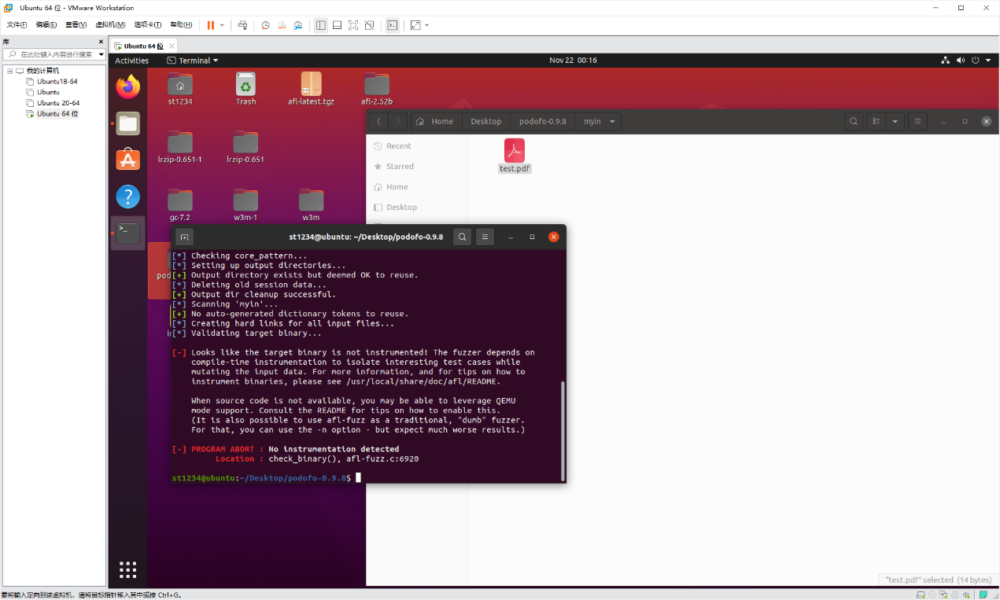 Ubuntu 64 位 - VMware Workstation
文件(F) 编辑(E) 查看(V) 虚拟机(M) 选项卡(T) 帮助(H)
库
在此处键入内容进行搜索
我的计算机
Ubuntu18-64
Ubuntu
Ubuntu 20-64
Ubuntu 64 位
Ubuntu 64 位
Activities
Terminal
Nov 22 00:16
st1234
Trash
afl-latest.tgz
afl-2.52b
lrzip-0.651-1
lrzip-0.651
gc-7.2
w3m-1
w3m
Home
Desktop
podofo-0.9.8
myin
Recent
Starred
Home
Desktop
test.pdf
st1234@ubuntu: ~/Desktop/podofo-0.9.8
[*] Checking core_pattern...
[*] Setting up output directories...
[+] Output directory exists but deemed OK to reuse.
[*] Deleting old session data...
[+] Output dir cleanup successful.
[*] Scanning 'myin'...
[+] No auto-generated dictionary tokens to reuse.
[*] Creating hard links for all input files...
[*] Validating target binary...
[-] Looks like the target binary is not instrumented! The fuzzer depends on
compile-time instrumentation to isolate interesting test cases while
mutating the input data. For more information, and for tips on how to
instrument binaries, please see /usr/local/share/doc/afl/README.
When source code is not available, you may be able to leverage QEMU
mode support. Consult the README for tips on how to enable this.
(It is also possible to use afl-fuzz as a traditional, "dumb" fuzzer.
For that, you can use the -n option - but expect much worse results.)
[-] PROGRAM ABORT : No instrumentation detected
Location : check_binary(), afl-fuzz.c:6920
st1234@ubuntu:~/Desktop/podofo-0.9.8$
"test.pdf" selected (14 bytes)
要将输入定向到该虚拟机，请将鼠标指针移入其中或按 Ctrl+G。